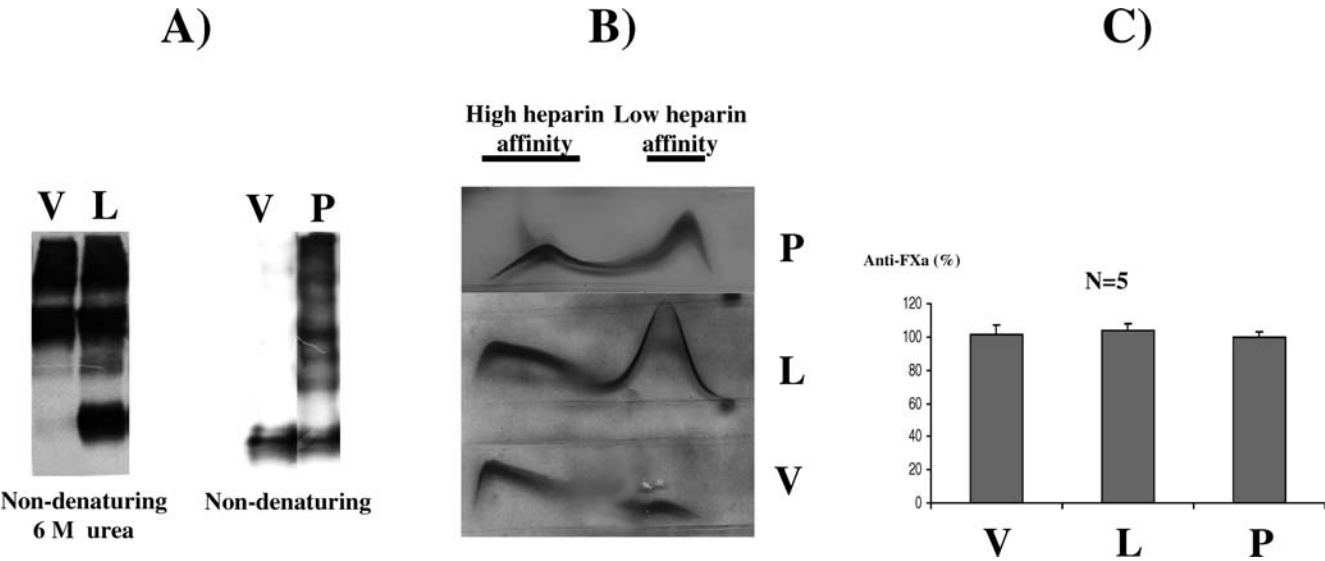 A)
V L
V P
Non-denaturing
6 M urea
Non-denaturing
B)
High heparin
affinity
Low heparin
affinity
P
L
V
C)
Anti-FXa (%)
N=5
120
100
80
60
40
20
0
V L P